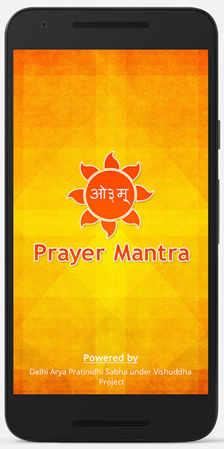 ओ३म्
Prayer Mantra
Powered by
Delhi Arya Pratinidhi Sabha under Vishuddha
Project